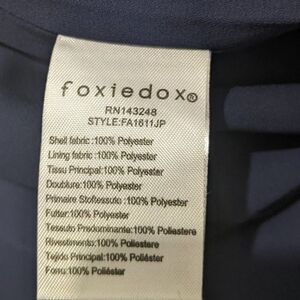 foxiedox®
RN143248
STYLE:FA1611JP
Shell fabric:100% Polyester
Lining fabric:100% Polyester
Tissu Principal:100% Polyester
Doublure:100% Polyester
Primaire Stoffessuto:100% Polyester
Futter:100% Polyester
Tessuto Predominante:100% Poliestere
Rivestimento:100% Poliestere
Tejido Principal:100% Poliéster
Forro:100% Poliéster